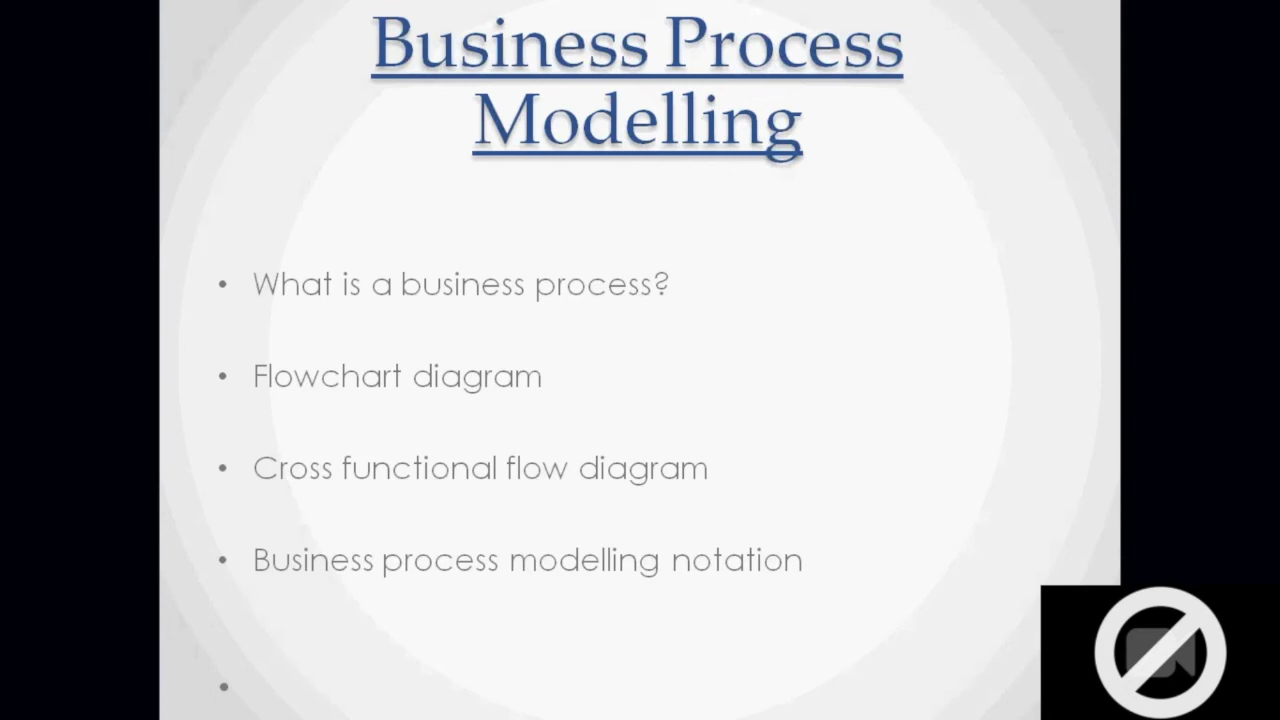 Business Process
Modelling
• What is a business process?
• Flowchart diagram
• Cross functional flow diagram
• Business process modelling notation
•